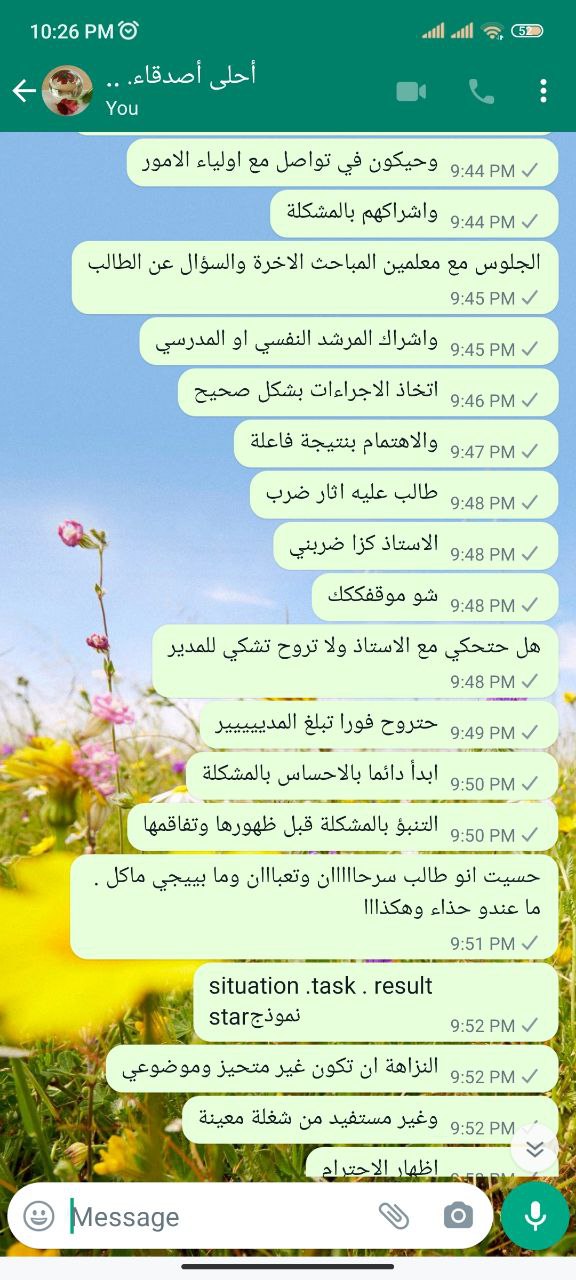 10:26 PM
52
أحلى أصدقاء. ..
You
وحيكون في تواصل مع اولياء الامور
9:44 PM
واشراكهم بالمشكلة
9:44 PM
الجلوس مع معلمين المباحث الاخرة والسؤال عن الطالب
9:45 PM
واشراك المرشد النفسي او المدرسي
9:45 PM
اتخاذ الاجراءات بشكل صحيح
9:46 PM
والاهتمام بنتيجة فاعلة
9:47 PM
طالب عليه اثار ضرب
9:48 PM
الاستاذ كزا ضربني
9:48 PM
شو موقفككك
9:48 PM
هل حتحكي مع الاستاذ ولا تروح تشكي للمدير
9:48 PM
حتروح فورا تبلغ المديييييير
9:49 PM
ابدأ دائما بالاحساس بالمشكلة
9:50 PM
التنبؤ بالمشكلة قبل ظهورها وتفاقمها
9:50 PM
حسيت انو طالب سرحااااان وتعبااان وما بيييجي ماكل .
ما عندو حذاء وهكذااا
9:51 PM
situation .task . result
نموذجstar
9:52 PM
النزاهة ان تكون غير متحيز وموضوعي
9:52 PM
وغير مستفيد من شغلة معينة
9:52 PM
اظهار الاحترام
Message